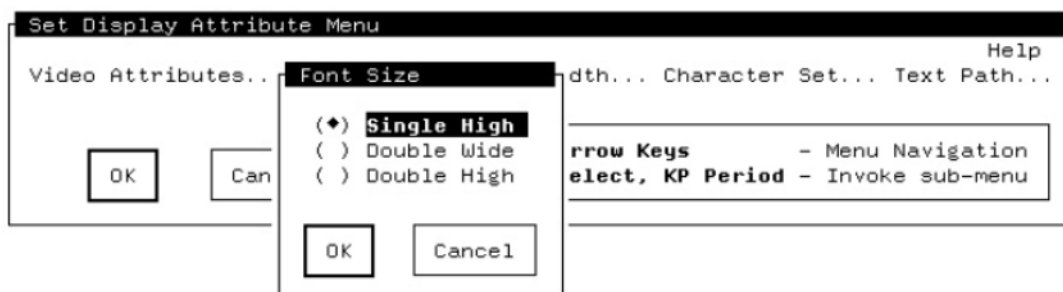 Set Display Attribute Menu
Help
Video Attributes.. Font Size dth... Character Set... Text Path...
(◆) Single High
( ) Double Wide rrow Keys - Menu Navigation
OK Can ( ) Double High elect, KP Period - Invoke sub-menu
OK Cancel